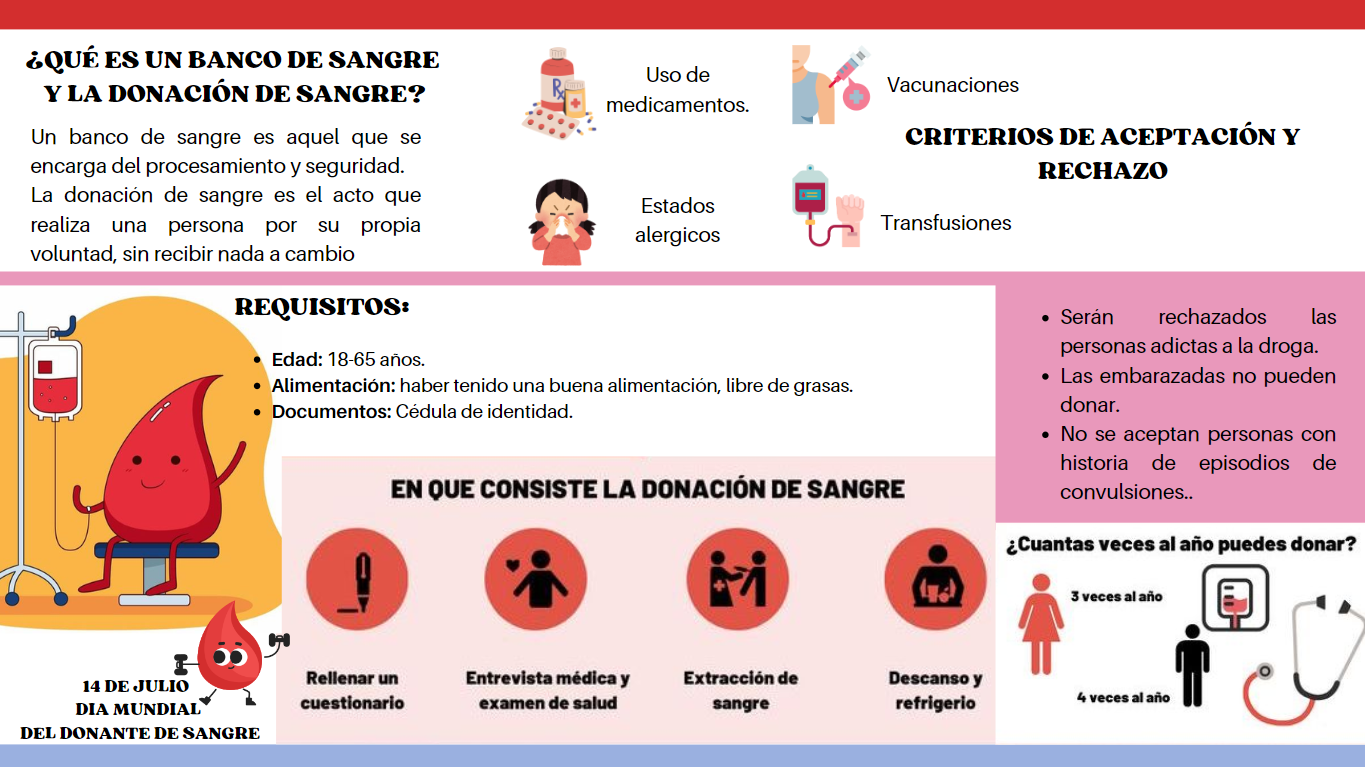 ¿QUÉ ES UN BANCO DE SANGRE
Y LA DONACIÓN DE SANGRE?
Un banco de sangre es aquel que se
encarga del procesamiento y seguridad.
La donación de sangre es el acto que
realiza una persona por su propia
voluntad, sin recibir nada a cambio
Rx
Uso de
medicamentos.
Estados
alergicos
Vacunaciones
CRITERIOS DE ACEPTACIÓN Y
RECHAZO
Transfusiones
REQUISITOS:
• Edad: 18-65 años.
• Alimentación: haber tenido una buena alimentación, libre de grasas.
• Documentos: Cédula de identidad.
• Serán rechazados las
personas adictas a la droga.
• Las embarazadas no pueden
donar.
• No se aceptan personas con
historia de episodios de
convulsiones..
EN QUE CONSISTE LA DONACIÓN DE SANGRE
Rellenar un
cuestionario
Entrevista médica y
examen de salud
Extracción de
sangre
Descanso y
refrigerio
¿Cuantas veces al año puedes donar?
3 veces al año
4 veces al año
14 DE JULIO
DIA MUNDIAL
DEL DONANTE DE SANGRE